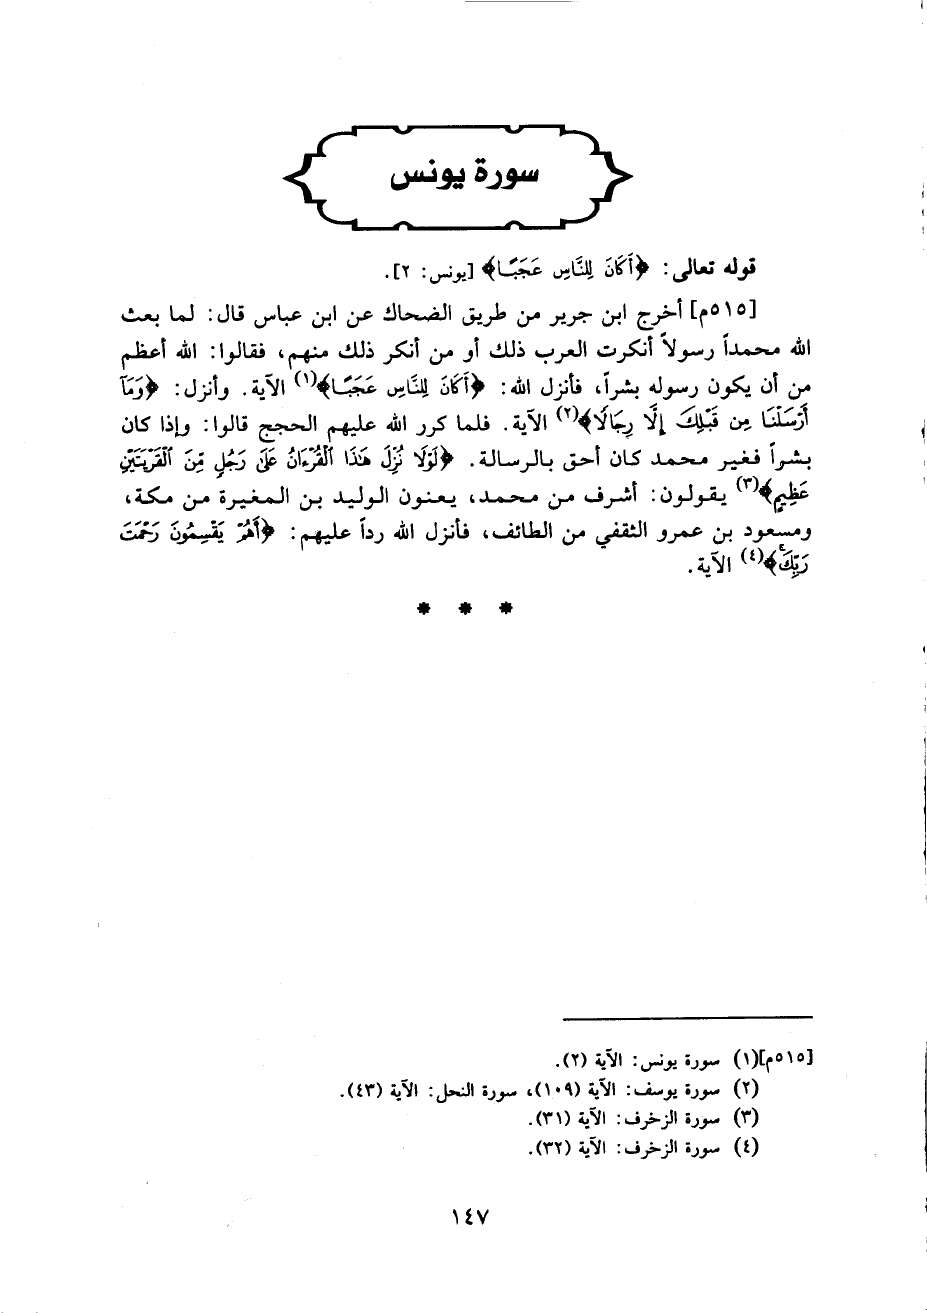 سورة يونس
قوله تعالى: ﴿أَكَانَ لِلنَّاسِ عَجَبًا﴾ [يونس: ٢].
[٥١٥م] أخرج ابن جرير من طريق الضحاك عن ابن عباس قال: لما بعث
الله محمداً رسولاً أنكرت العرب ذلك أو من أنكر ذلك منهم، فقالوا: الله أعظم
من أن يكون رسوله بشراً، فأنزل الله: ﴿أَكَانَ لِلنَّاسِ عَجَبًا﴾(١) الآية. وأنزل: ﴿وَمَآ
أَرْسَلْنَا مِن قَبْلِكَ إِلَّا رِجَالًا﴾(٢) الآية. فلما كرر الله عليهم الحجج قالوا: وإذا كان
بشراً فغير محمد كان أحق بالرسالة. ﴿لَوْلَا نُزِّلَ هَٰذَا الْقُرْءَانُ عَلَىٰ رَجُلٍ مِّنَ الْقَرْيَتَيْنِ
عَظِيمٍ﴾(٣) يقولون: أشرف من محمد، يعنون الوليد بن المغيرة من مكة،
ومسعود بن عمرو الثقفي من الطائف، فأنزل الله رداً عليهم: ﴿أَهُمْ يَقْسِمُونَ رَحْمَتَ
رَبِّكَ﴾(٤) الآية.
* * *
[٥١٥م](١) سورة يونس: الآية (٢).
(٢) سورة يوسف: الآية (١٠٩)، سورة النحل: الآية (٤٣).
(٣) سورة الزخرف: الآية (٣١).
(٤) سورة الزخرف: الآية (٣٢).
١٤٧